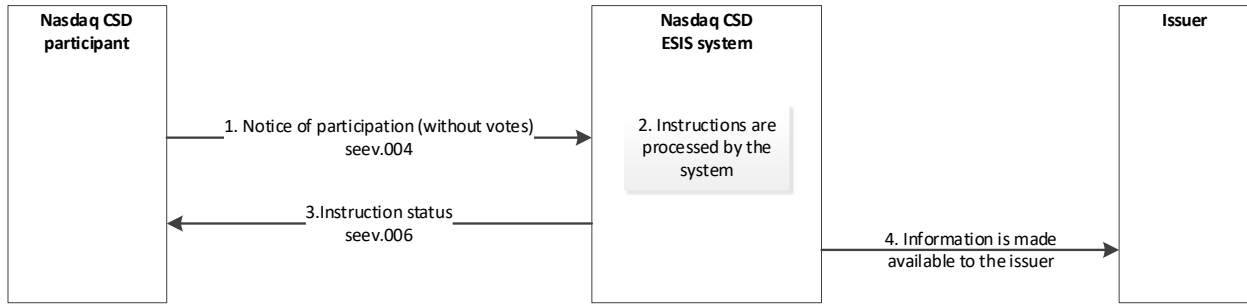 Nasdaq CSD
participant
Nasdaq CSD
ESIS system
Issuer
1. Notice of participation (without votes)
seev.004
2. Instructions are
processed by the
system
3.Instruction status
seev.006
4. Information is made
available to the issuer